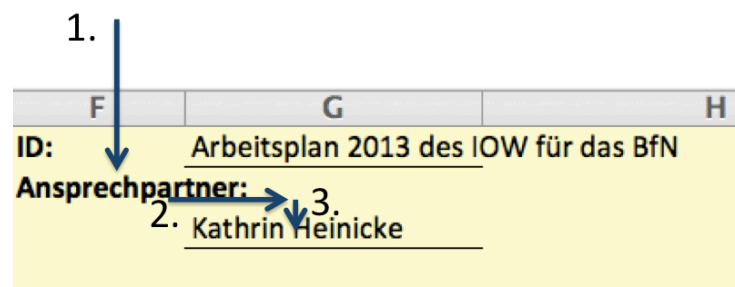 1.
F G H
ID: Arbeitsplan 2013 des IOW für das BfN
Ansprechpartner:
2. 3.
Kathrin Heinicke